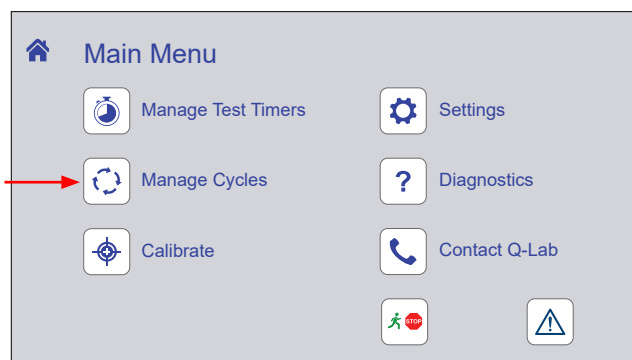 Main Menu
Manage Test Timers
Settings
Manage Cycles
?
Diagnostics
Calibrate
Contact Q-Lab
STOP
!